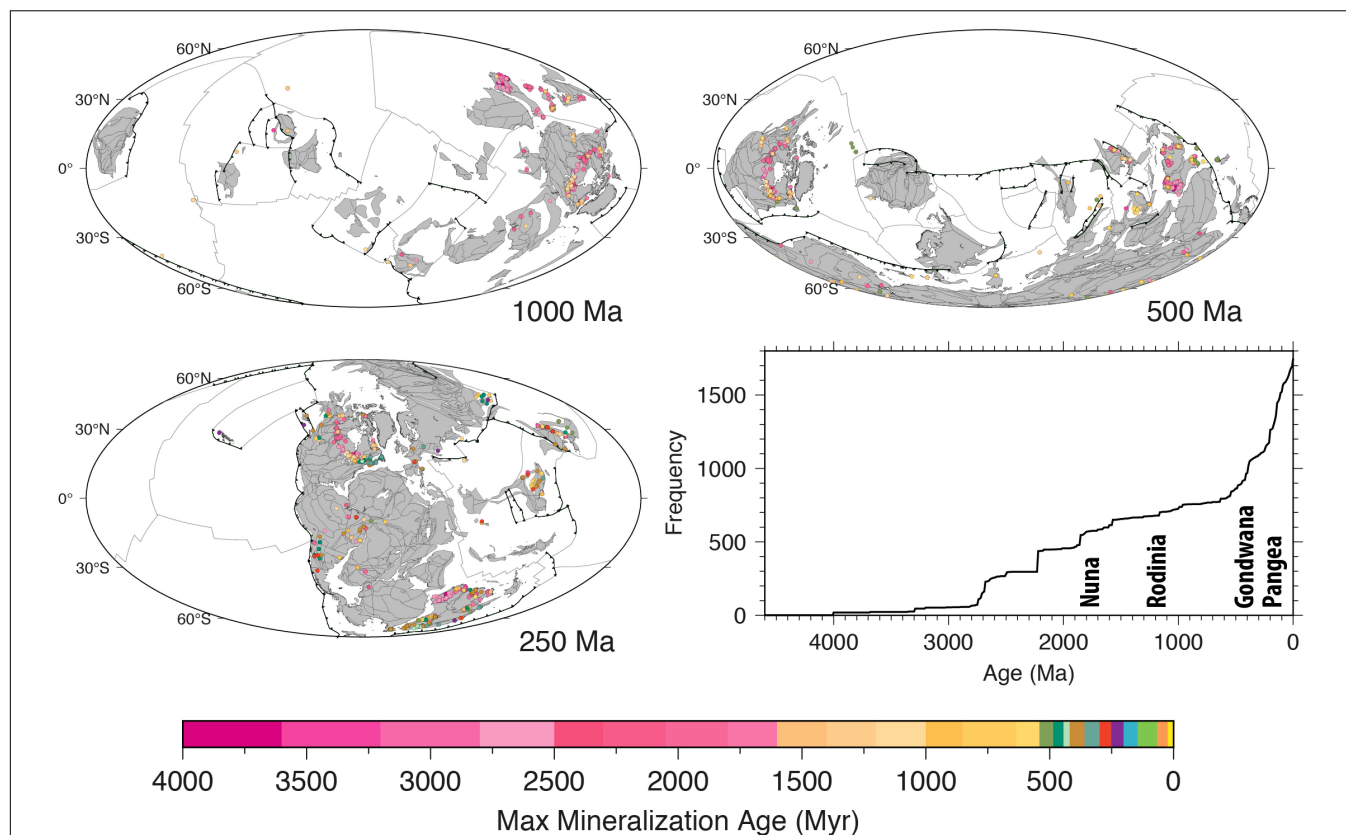 60°N
30°N
0°
30°S
60°S
1000 Ma
60°N
30°N
0°
30°S
60°S
500 Ma
60°N
30°N
0°
30°S
60°S
250 Ma
Frequency
1500
1000
500
0
Nuna
Rodinia
Gondwana
Pangea
4000 3000 2000 1000 0
Age (Ma)
4000 3500 3000 2500 2000 1500 1000 500 0
Max Mineralization Age (Myr)